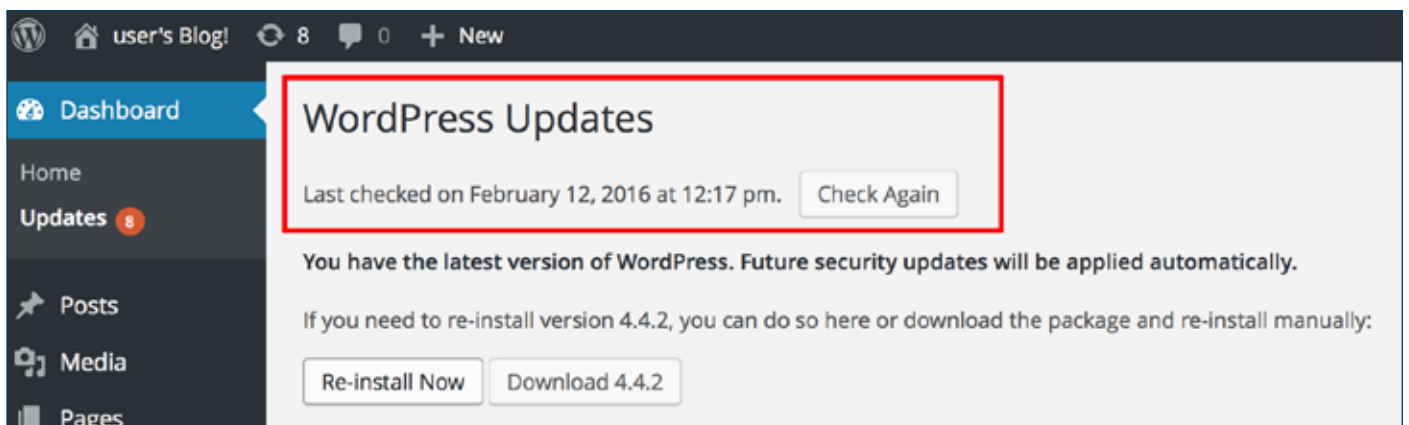 user's Blog! 8 0 + New
Dashboard
Home
Updates 8
Posts
Media
Pages
WordPress Updates
Last checked on February 12, 2016 at 12:17 pm. Check Again
You have the latest version of WordPress. Future security updates will be applied automatically.
If you need to re-install version 4.4.2, you can do so here or download the package and re-install manually:
Re-install Now Download 4.4.2